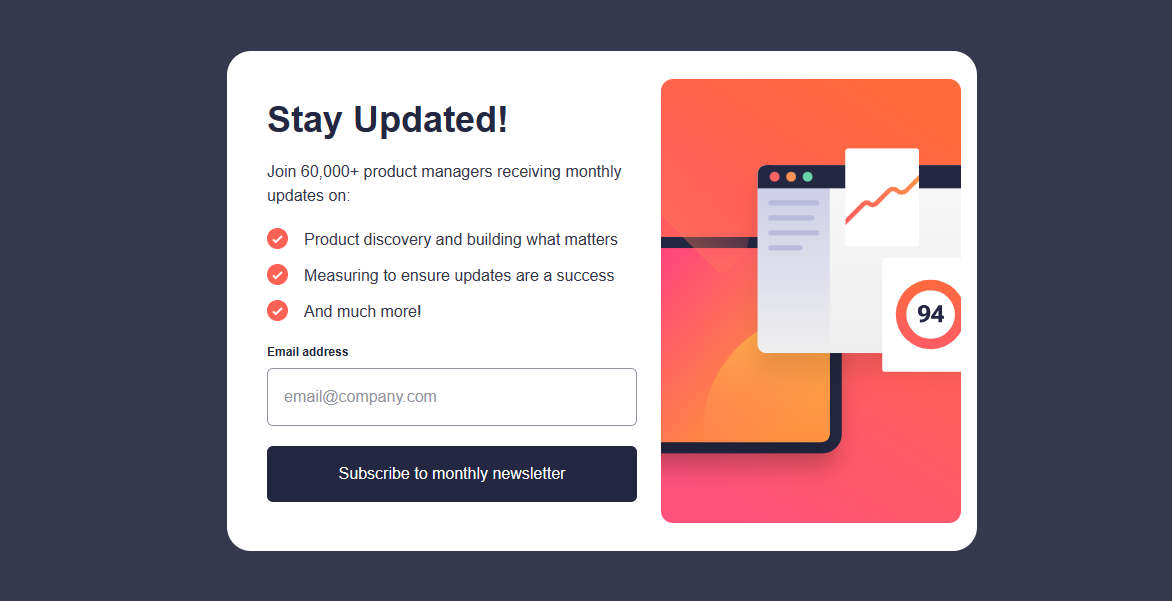 Stay Updated!
Join 60,000+ product managers receiving monthly
updates on:
Product discovery and building what matters
Measuring to ensure updates are a success
And much more!
Email address
email@company.com
Subscribe to monthly newsletter
94